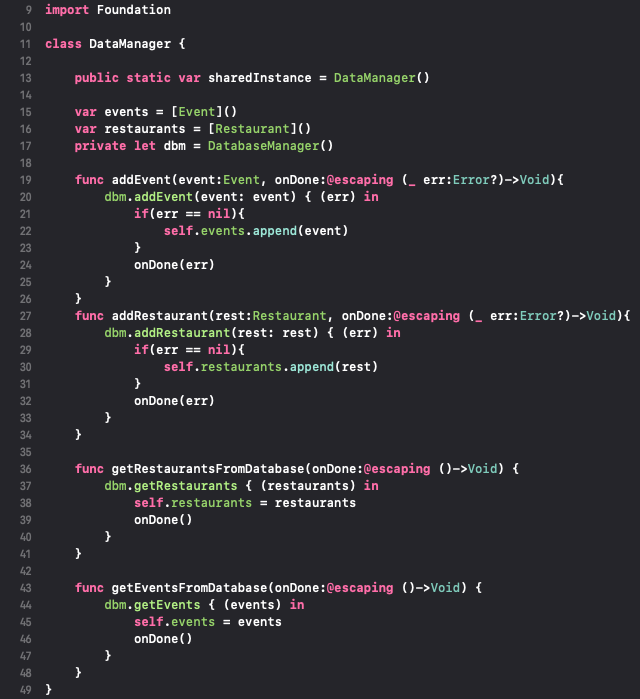 9 import Foundation
10
11 class DataManager {
12
13     public static var sharedInstance = DataManager()
14
15     var events = [Event]()
16     var restaurants = [Restaurant]()
17     private let dbm = DatabaseManager()
18
19     func addEvent(event:Event, onDone:@escaping (_ err:Error?)->Void){
20         dbm.addEvent(event: event) { (err) in
21             if(err == nil){
22                 self.events.append(event)
23             }
24             onDone(err)
25         }
26     }
27     func addRestaurant(rest:Restaurant, onDone:@escaping (_ err:Error?)->Void){
28         dbm.addRestaurant(rest: rest) { (err) in
29             if(err == nil){
30                 self.restaurants.append(rest)
31             }
32             onDone(err)
33         }
34     }
35
36     func getRestaurantsFromDatabase(onDone:@escaping ()->Void) {
37         dbm.getRestaurants { (restaurants) in
38             self.restaurants = restaurants
39             onDone()
40         }
41     }
42
43     func getEventsFromDatabase(onDone:@escaping ()->Void) {
44         dbm.getEvents { (events) in
45             self.events = events
46             onDone()
47         }
48     }
49 }